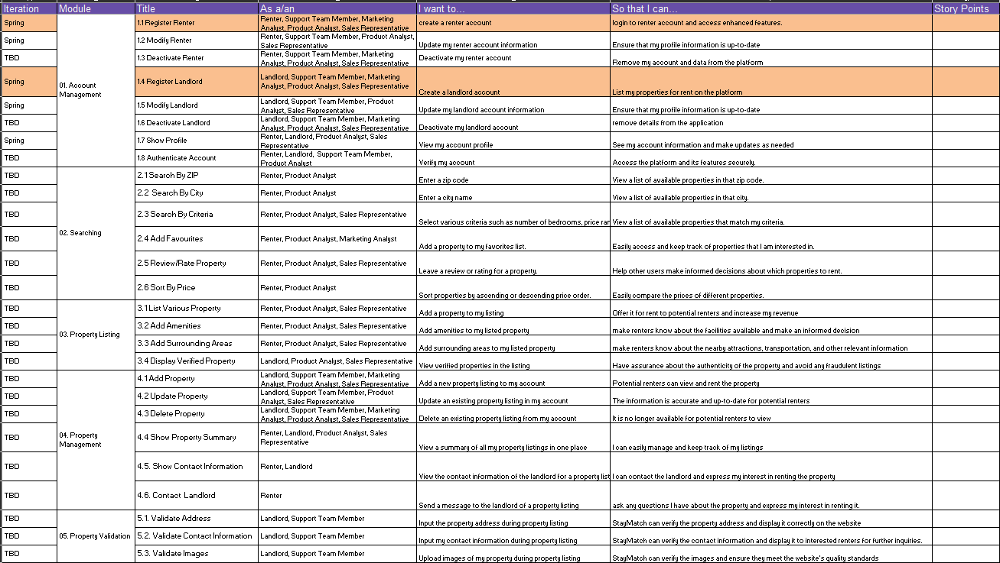 Iteration Module Title As a/an I want to... So that I can... Story Points
Spring 1.1 Register Renter Renter, Support Team Member, Marketing Analyst, Product Analyst, Sales Representative create a renter account login to renter account and access enhanced features.
Spring 1.2 Modify Renter Renter, Support Team Member, Product Analyst, Sales Representative Update my renter account information Ensure that my profile information is up-to-date
TBD 1.3 Deactivate Renter Renter, Support Team Member, Marketing Analyst, Product Analyst, Sales Representative Deactivate my renter account Remove my account and data from the platform
Spring 01. Account Management 1.4 Register Landlord Landlord, Support Team Member, Marketing Analyst, Product Analyst, Sales Representative Create a landlord account List my properties for rent on the platform
Spring 1.5 Modify Landlord Landlord, Support Team Member, Product Analyst, Sales Representative Update my landlord account information Ensure that my profile information is up-to-date
TBD 1.6 Deactivate Landlord Landlord, Support Team Member, Marketing Analyst, Product Analyst, Sales Representative Deactivate my landlord account remove details from the application
Spring 1.7 Show Profile Renter, Landlord, Product Analyst, Sales Representative View my account profile See my account information and make updates as needed
TBD 1.8 Authenticate Account Renter, Landlord, Support Team Member, Product Analyst Verify my account Access the platform and its features securely.
TBD 2.1 Search By ZIP Renter, Product Analyst Enter a zip code View a list of available properties in that zip code.
TBD 2.2 Search By City Renter, Product Analyst Enter a city name View a list of available properties in that city.
TBD 2.3 Search By Criteria Renter, Product Analyst, Sales Representative Select various criteria such as number of bedrooms, price ran View a list of available properties that match my criteria.
TBD 02. Searching 2.4 Add Favourites Renter, Product Analyst, Marketing Analyst Add a property to my favorites list. Easily access and keep track of properties that I am interested in.
TBD 2.5 Review/Rate Property Renter, Product Analyst, Sales Representative Leave a review or rating for a property. Help other users make informed decisions about which properties to rent.
TBD 2.6 Sort By Price Renter, Product Analyst Sort properties by ascending or descending price order. Easily compare the prices of different properties.
TBD 3.1 List Various Property Renter, Product Analyst, Sales Representative Add a property to my listing Offer it for rent to potential renters and increase my revenue
TBD 3.2 Add Amenities Renter, Product Analyst, Sales Representative Add amenities to my listed property make renters know about the facilities available and make an informed decision
TBD 03. Property Listing 3.3 Add Surrounding Areas Renter, Product Analyst, Sales Representative Add surrounding areas to my listed property make renters know about the nearby attractions, transportation, and other relevant information
TBD 3.4 Display Verified Property Landlord, Product Analyst, Sales Representative View verified properties in the listing Have assurance about the authenticity of the property and avoid any fraudulent listings
TBD 4.1 Add Property Landlord, Support Team Member, Marketing Analyst, Product Analyst, Sales Representative Add a new property listing to my account Potential renters can view and rent the property
TBD 4.2 Update Property Landlord, Support Team Member, Product Analyst, Sales Representative Update an existing property listing in my account The information is accurate and up-to-date for potential renters
TBD 4.3 Delete Property Landlord, Support Team Member, Marketing Analyst, Product Analyst, Sales Representative Delete an existing property listing from my account It is no longer available for potential renters to view
TBD 04. Property Management 4.4 Show Property Summary Renter, Landlord, Product Analyst, Sales Representative View a summary of all my property listings in one place I can easily manage and keep track of my listings
TBD 4.5. Show Contact Information Renter, Landlord View the contact information of the landlord for a property list I can contact the landlord and express my interest in renting the property
TBD 4.6. Contact Landlord Renter Send a message to the landlord of a property listing ask any questions I have about the property and express my interest in renting it.
TBD 5.1. Validate Address Landlord, Support Team Member Input the property address during property listing StayMatch can verify the property address and display it correctly on the website
TBD 05. Property Validation 5.2. Validate Contact Information Landlord, Support Team Member Input my contact information during property listing StayMatch can verify the contact information and display it to interested renters for further inquiries.
TBD 5.3. Validate Images Landlord, Support Team Member Upload images of my property during property listing StayMatch can verify the images and ensure they meet the website's quality standards